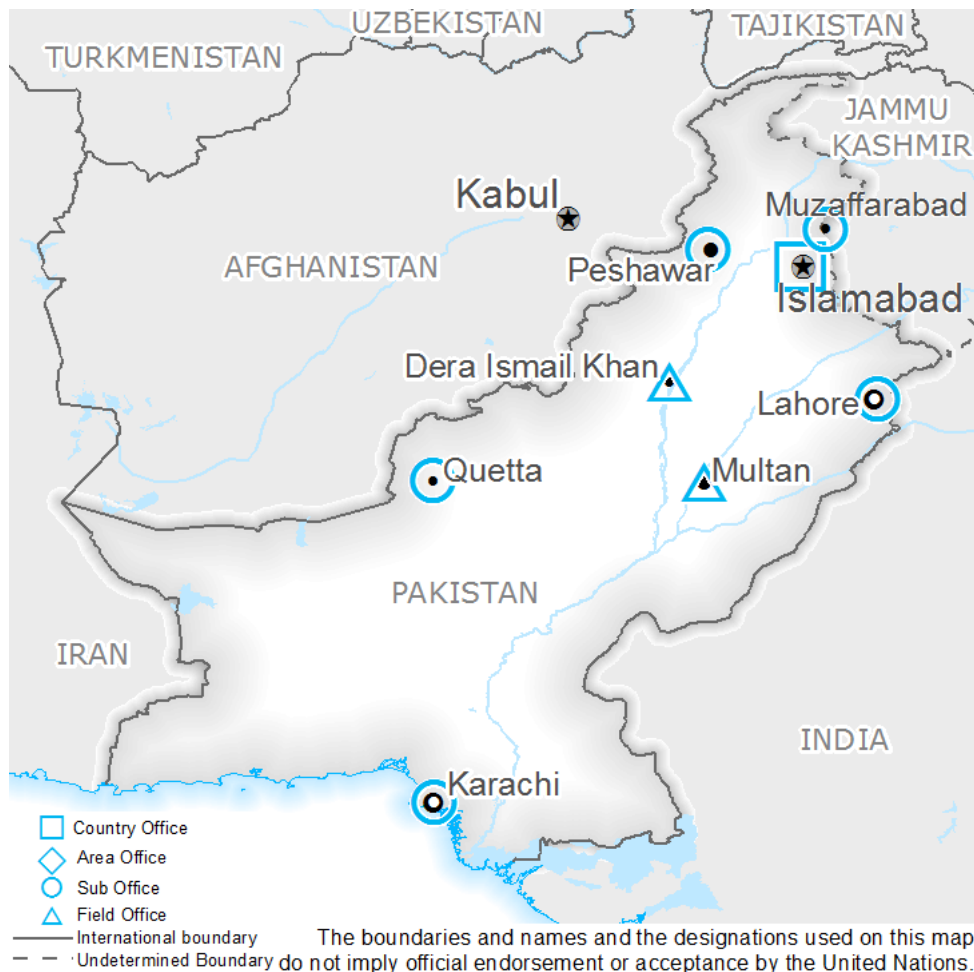 UZBEKISTAN
TAJIKISTAN
TURKMENISTAN
JAMMU
KASHMIR
Kabul
Muzaffarabad
AFGHANISTAN
Peshawar
Islamabad
Dera Ismail Khan
Lahore
Quetta
Multan
PAKISTAN
IRAN
INDIA
Karachi
Country Office
Area Office
Sub Office
Field Office
International boundary
Undetermined Boundary
The boundaries and names and the designations used on this map
do not imply official endorsement or acceptance by the United Nations.